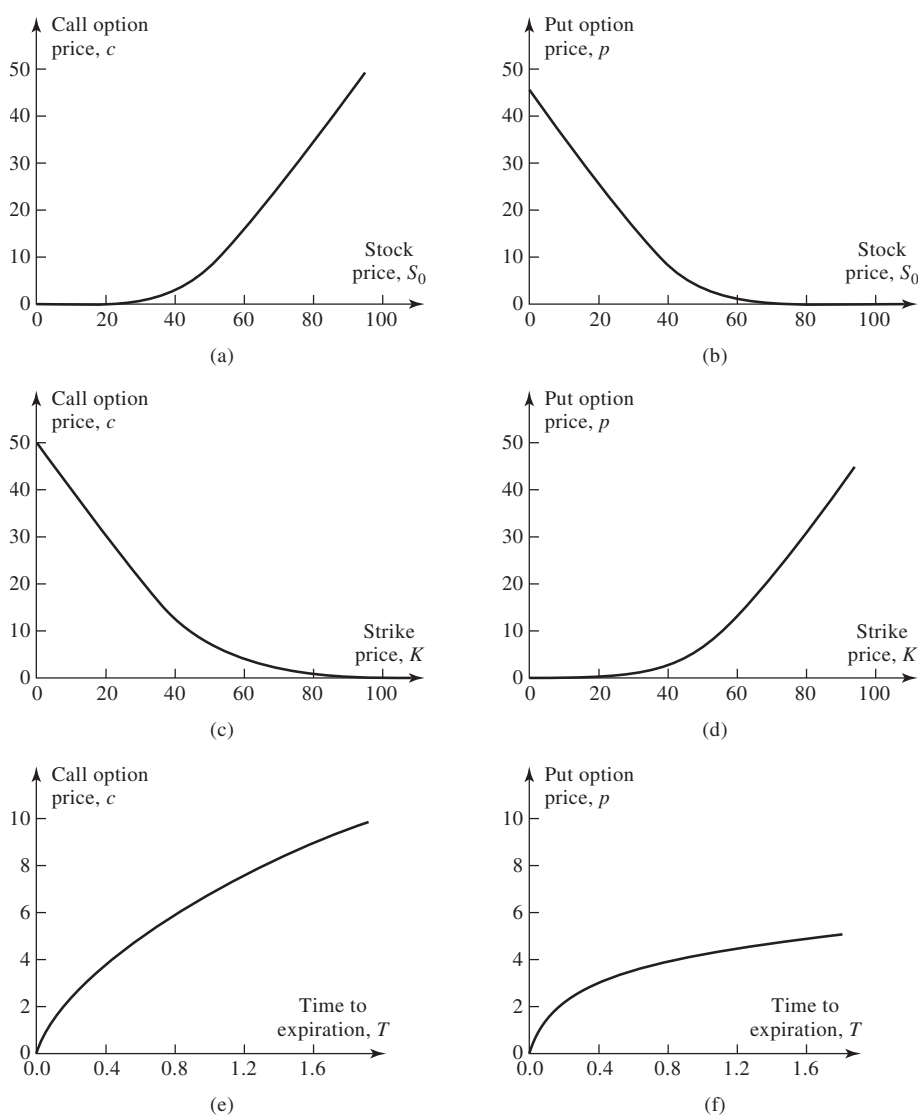 Call option
price, c
50
40
30
20
10
0
Stock
price, S0
0 20 40 60 80 100
(a)
Put option
price, p
50
40
30
20
10
0
Stock
price, S0
0 20 40 60 80 100
(b)
Call option
price, c
50
40
30
20
10
0
Strike
price, K
0 20 40 60 80 100
(c)
Put option
price, p
50
40
30
20
10
0
Strike
price, K
0 20 40 60 80 100
(d)
Call option
price, c
10
8
6
4
2
0
Time to
expiration, T
0.0 0.4 0.8 1.2 1.6
(e)
Put option
price, p
10
8
6
4
2
0
Time to
expiration, T
0.0 0.4 0.8 1.2 1.6
(f)